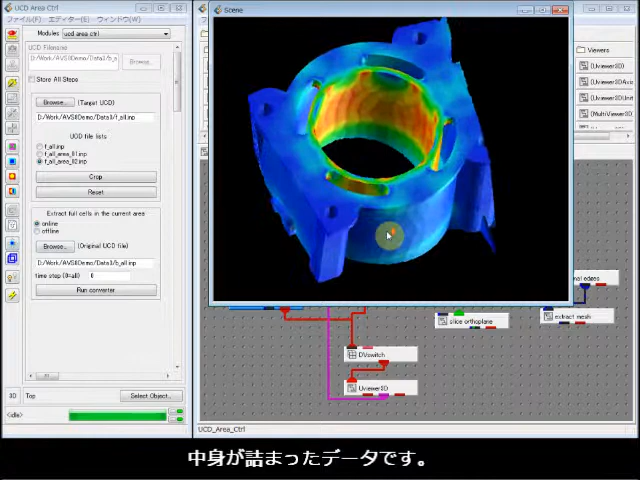 UCD Area Ctrl
ファイル(F) エディター(E) ウィンドウ(W)
Modules
ucd area ctrl
UCD Filename
Browse...
Store All Steps
Browse...
(Target UCD)
D:/Work/AVS8Demo/Data3/f_all.inp
UCD file lists
f_all.inp
f_all_area_01.inp
f_all_area_02.inp
Crop
Reset
Extract full cells in the current area
online
offline
Browse...
(Original UCD file)
D:/Work/AVS8Demo/Data3/b_all.inp
time step (0=all)
0
Run converter
3D
Top
Select Object...
<idle>
Scene
Viewers
(Uviewer3D)
(Uviewer2D)
(MultiViewer3D
nal edges
slice orthoplane
extract mesh
DVswitch
Uviewer3D
UCD_Area_Ctrl
中身が詰まったデータです。